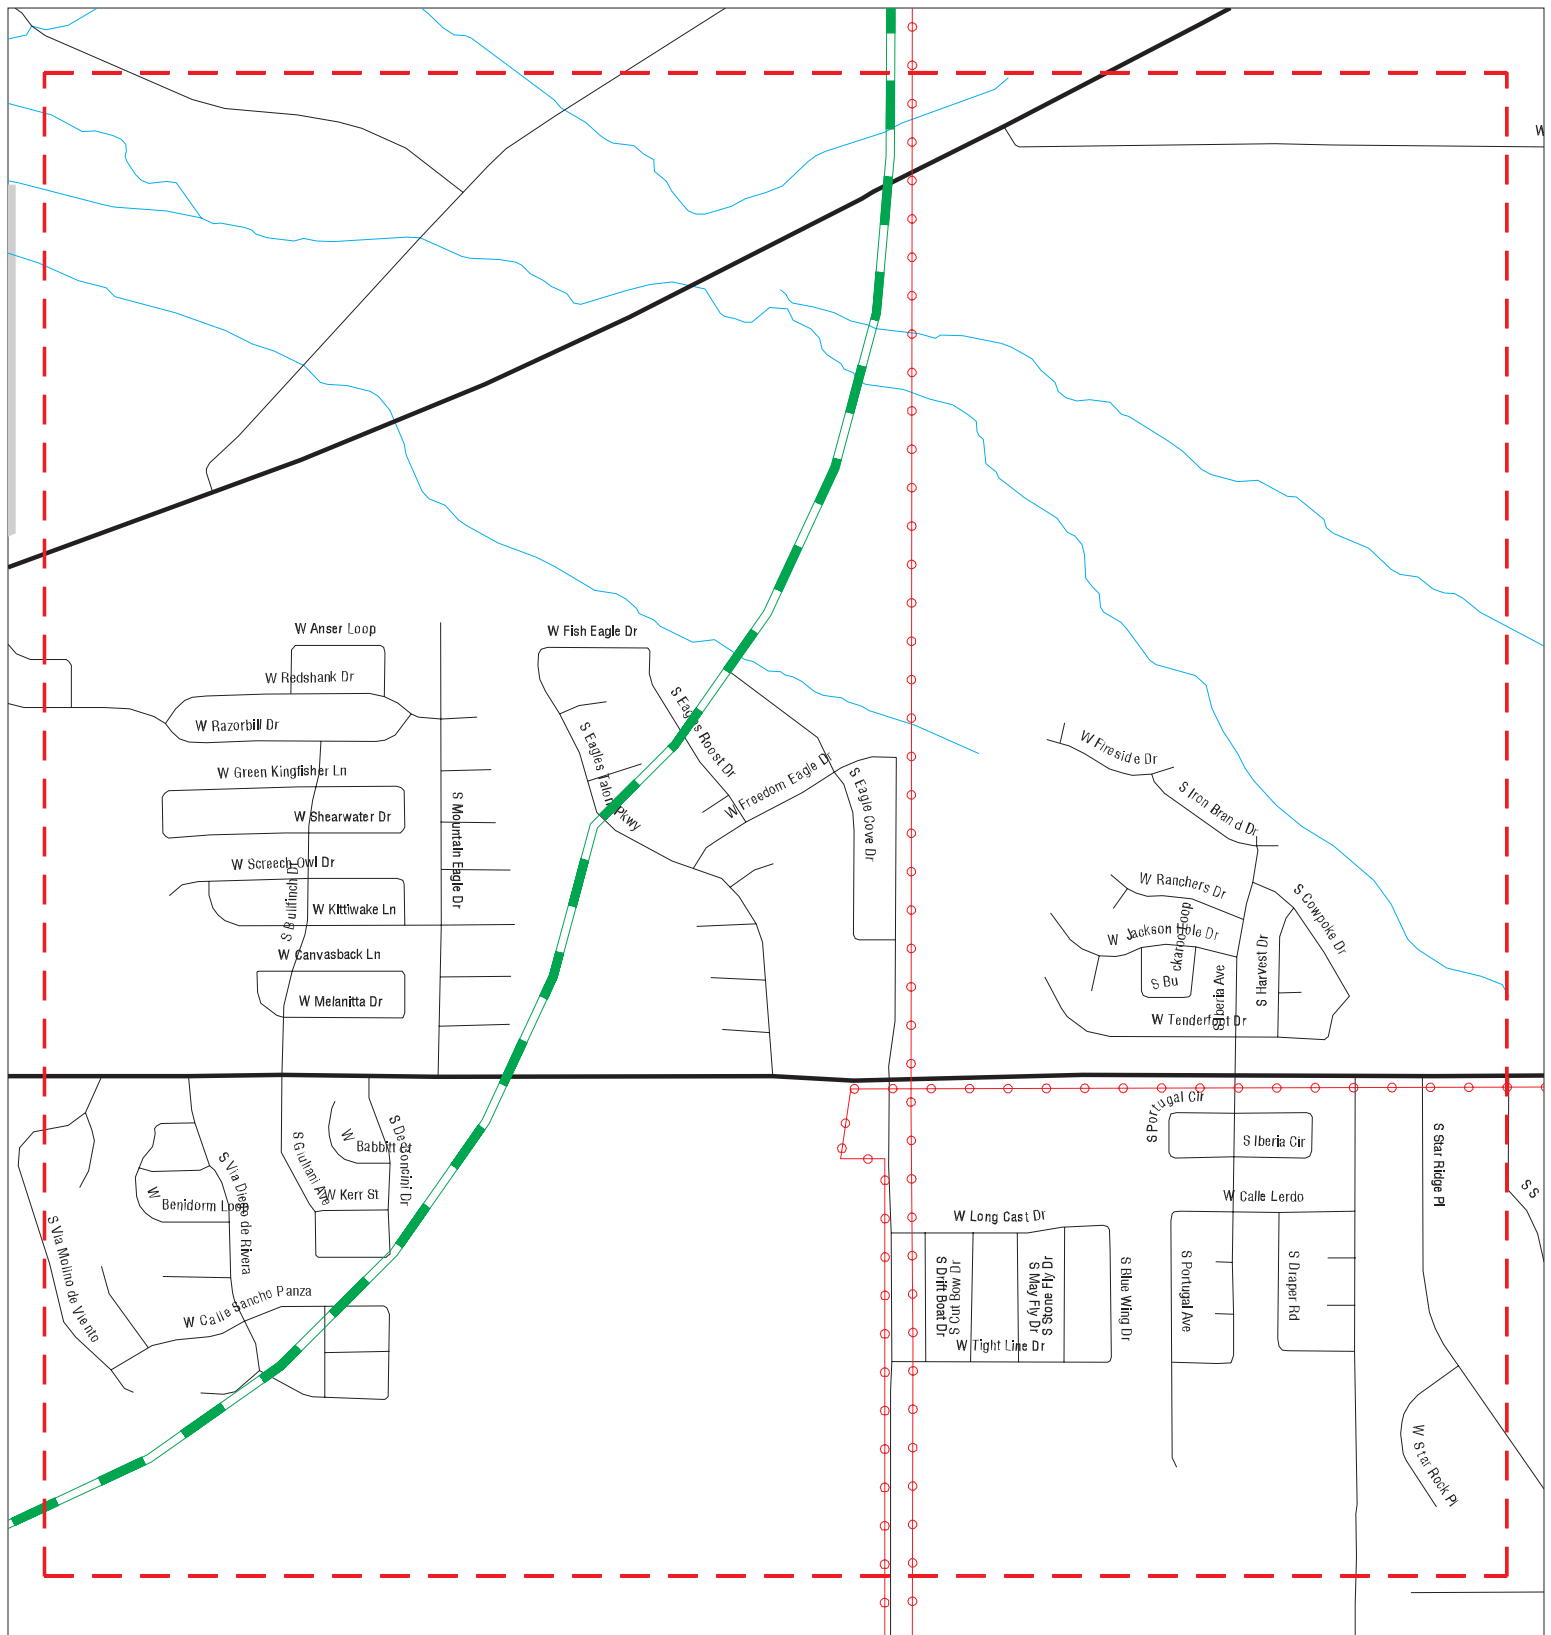 W
W Anser Loop
W Fish Eagle Dr
W Redshank Dr
W Razorbill Dr
S Eagles Roost Dr
S Eagles Talon Pkwy
W Fireside Dr
W Green Kingfisher Ln
W Freedom Eagle Dr
S Eagle Cove Dr
S Iron Brand Dr
W Shearwater Dr
S Mountain Eagle Dr
W Screech Owl Dr
S Bullfinch Dr
W Ranchers Dr
S Cowpoke Dr
W Kittiwake Ln
W Jackson Hole Dr
S Buckaroo Loop
W Canvasback Ln
S Iberia Ave
S Harvest Dr
W Melanitta Dr
W Tenderfoot Dr
S Portugal Cir
S Iberia Cir
S Star Ridge Pl
W Babbitt Ct
S DeConcini Dr
S Giuliani Ave
S Via Diego de Rivera
W Kerr St
W Benidorm Loop
W Calle Lerdo
S S
W Long Cast Dr
S Via Molino de Viento
S Drift Boat Dr
S Cut Bow Dr
S May Fly Dr
S Stone Fly Dr
S Blue Wing Dr
S Portugal Ave
S Draper Rd
W Calle Sancho Panza
W Tight Line Dr
W Star Rock Pl